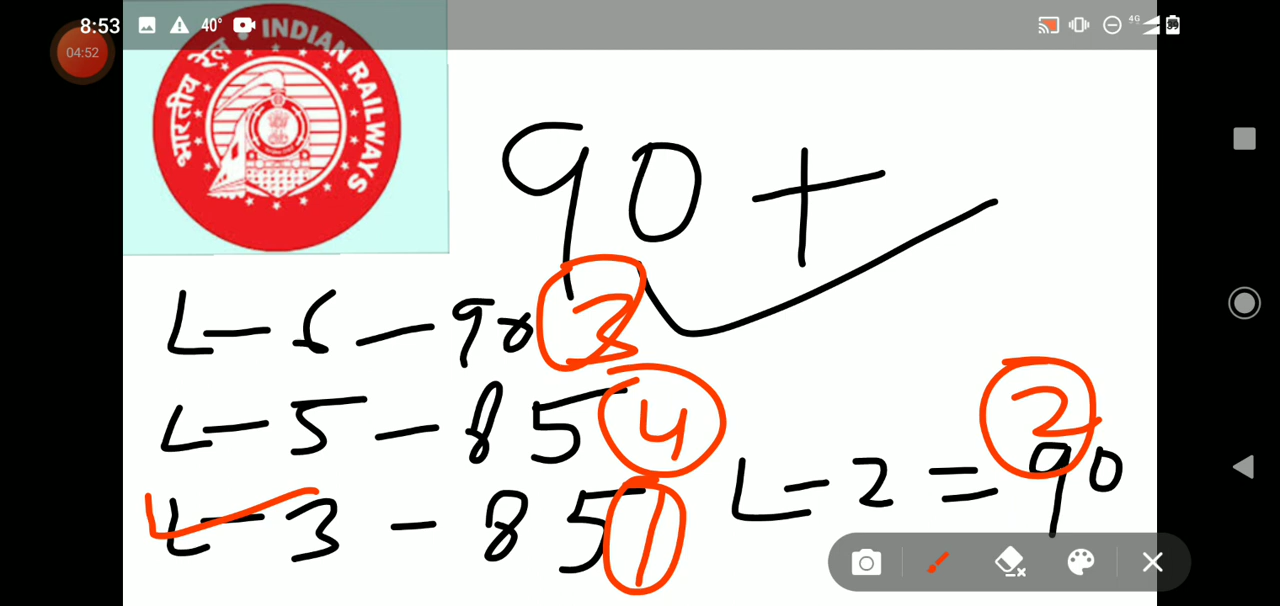 8:53
40°
4G
04:52
भारतीय रेल • INDIAN RAILWAYS
90 +
L - 6 - 90 3
L - 5 - 85 4
L - 3 - 85 1
2
L - 2 = 90